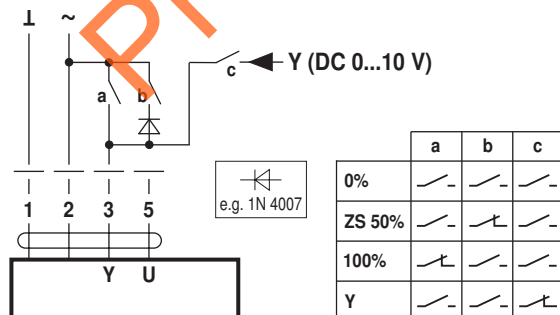 ⊥ ~
Y (DC 0...10 V)
a b c
e.g. 1N 4007
1 2 3 5
Y U
a b c
0%
ZS 50%
100%
Y